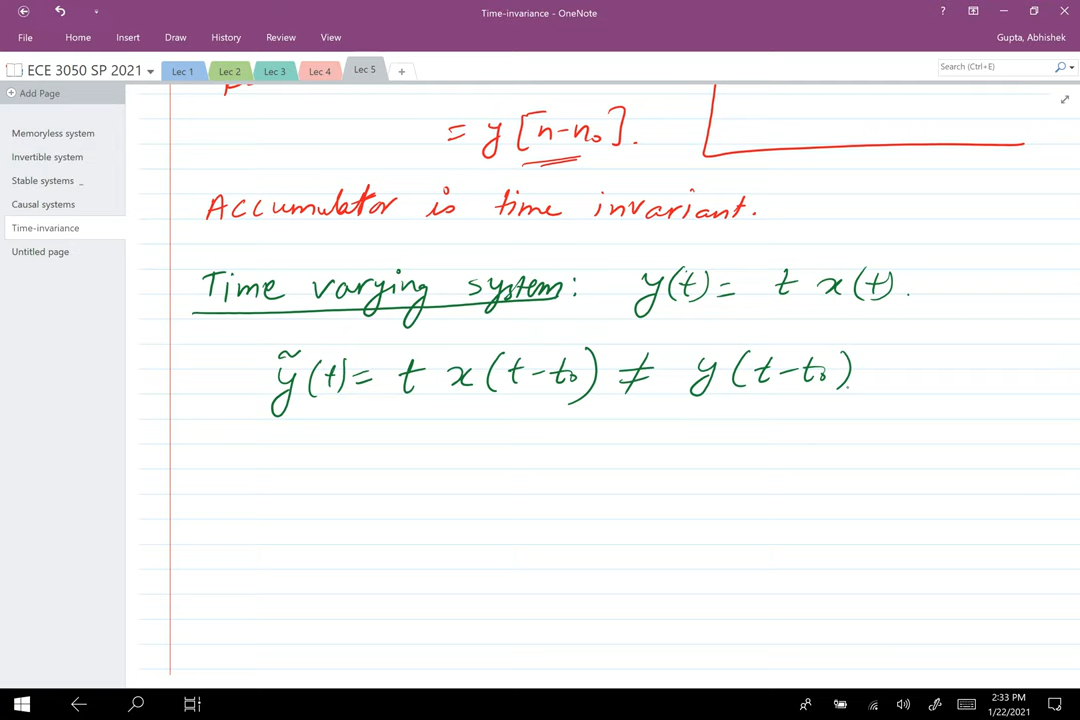 Time-invariance - OneNote
?
File Home Insert Draw History Review View
Gupta, Abhishek
ECE 3050 SP 2021
Lec 1 Lec 2 Lec 3 Lec 4 Lec 5 +
Search (Ctrl+E)
Add Page
Memoryless system
Invertible system
Stable systems _
Causal systems
Time-invariance
Untitled page
= y[n-n₀].
Accumulator is time invariant.
Time varying system: y(t) = t x(t).
ỹ(t) = t x(t-t₀) ≠ y(t-t₀)
2:33 PM
1/22/2021